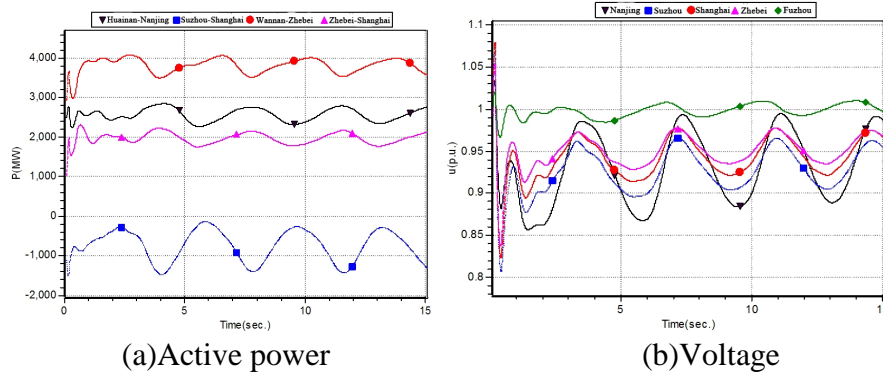 Huainan-Nanjing Suzhou-Shanghai Wannan-Zhebei Zhebei-Shanghai
4,000
3,000
2,000
1,000
0
-1,000
-2,000
P(MW)
0 5 10 15
Time(sec.)
(a)Active power
Nanjing Suzhou Shanghai Zhebei Fuzhou
1.1
1.05
1
0.95
0.9
0.85
0.8
u(p.u.)
5 10 1
Time(sec.)
(b)Voltage